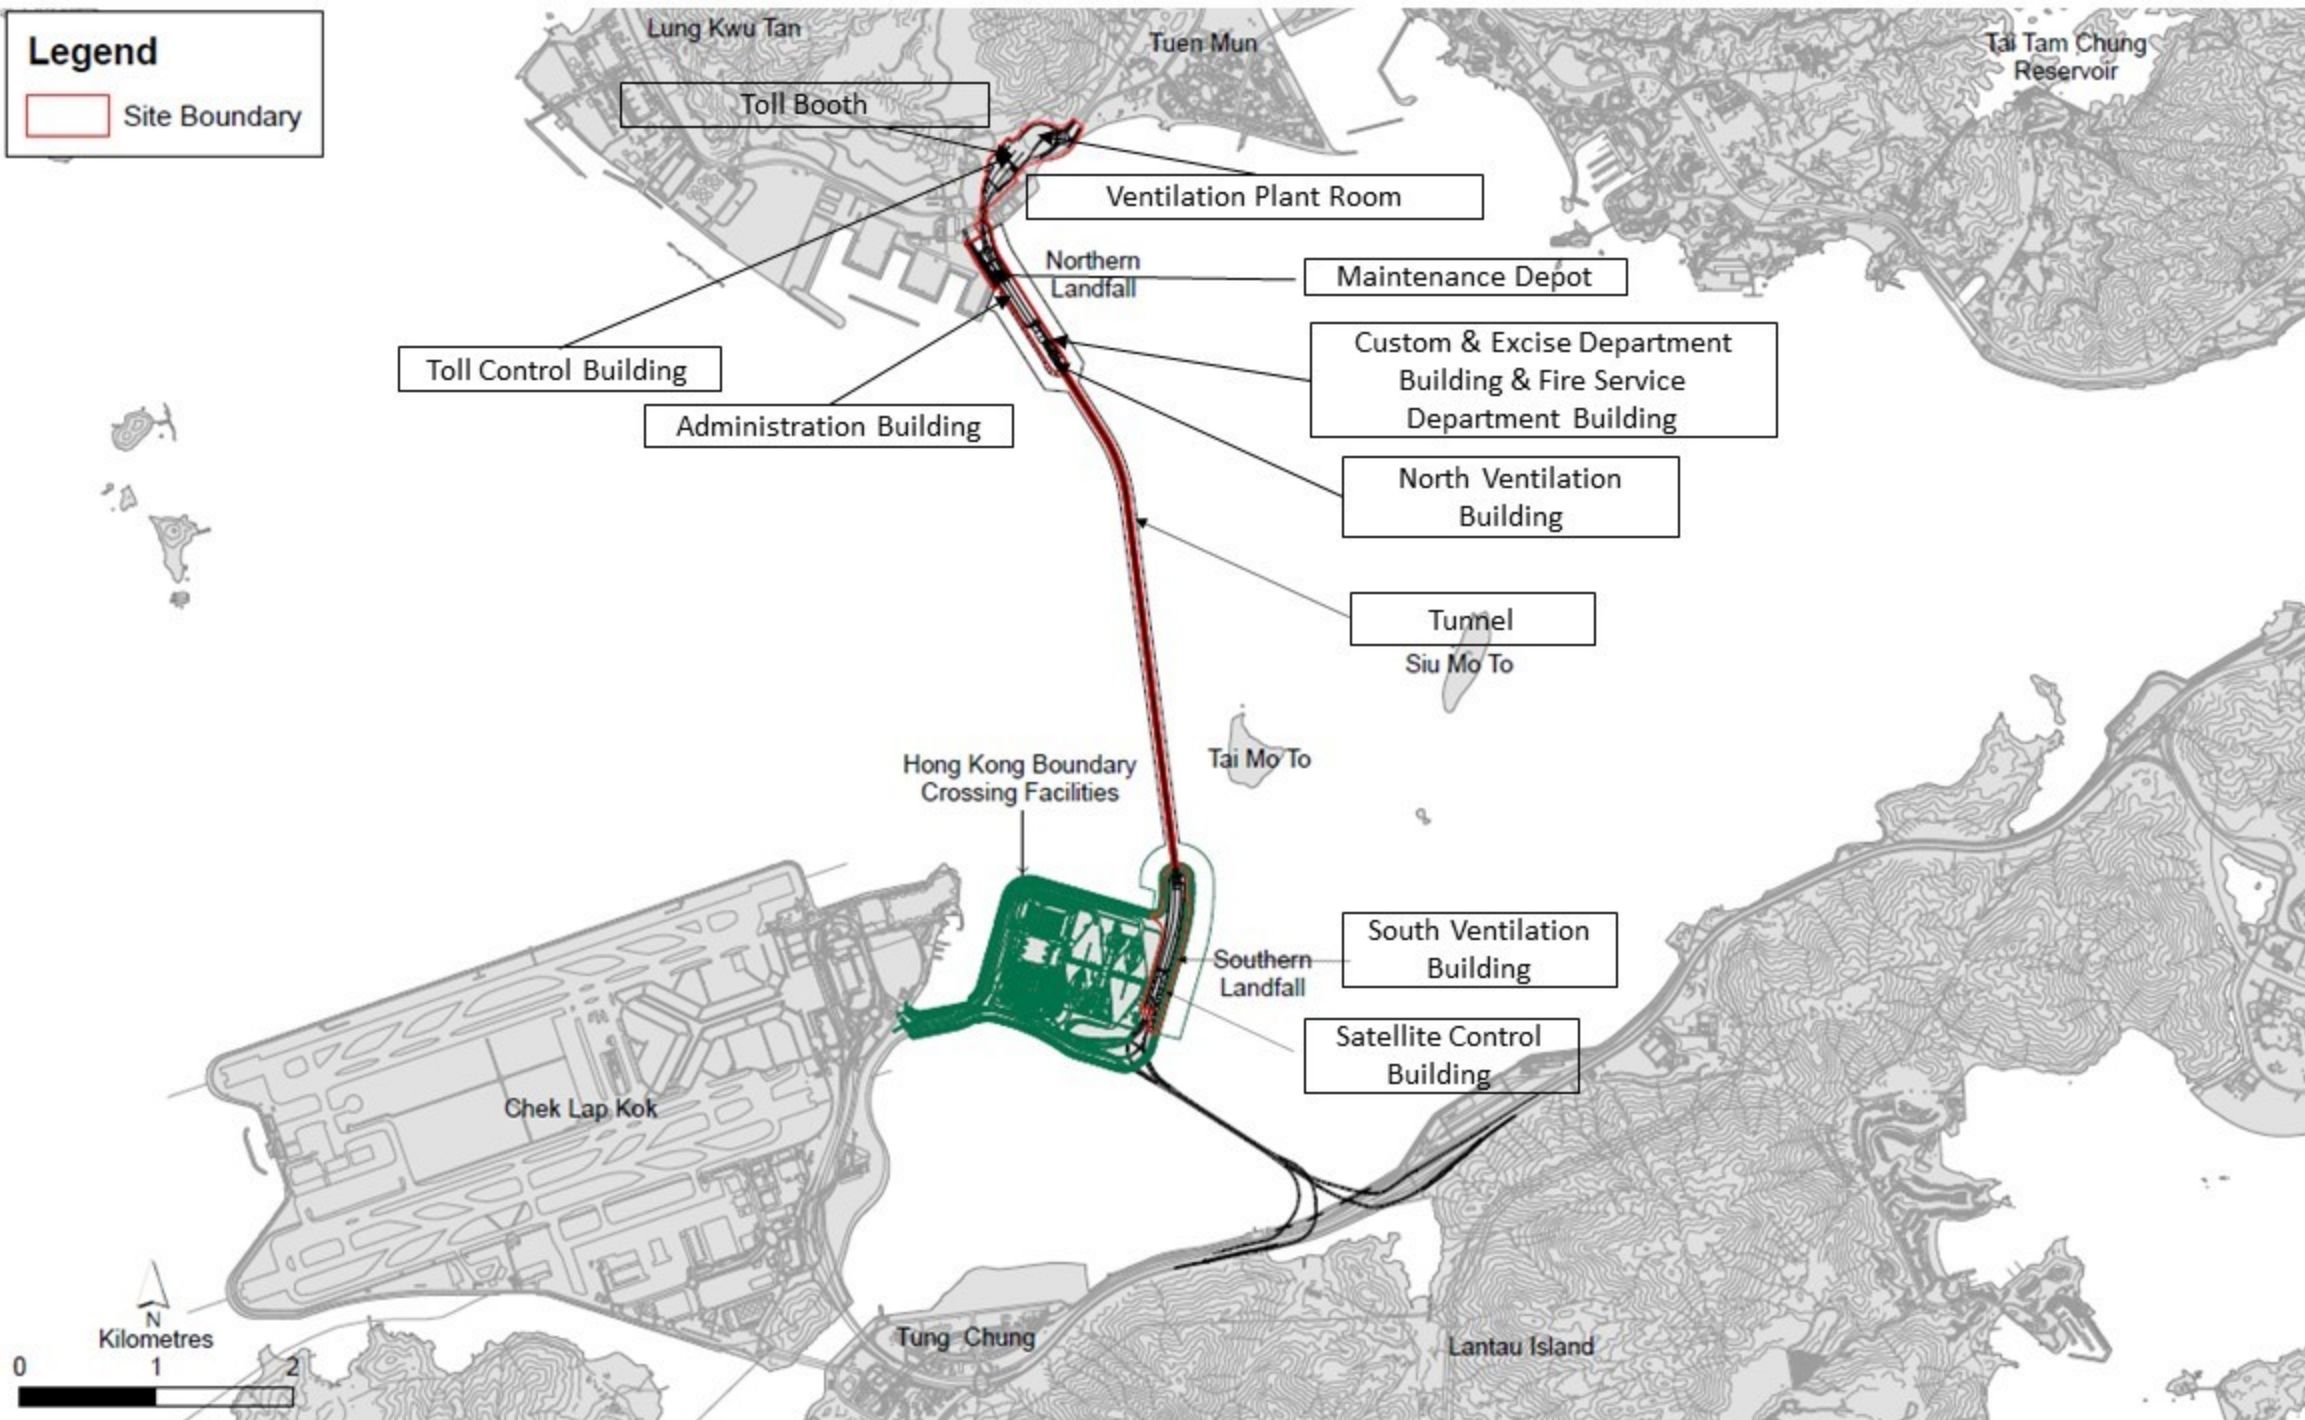 Legend
Site Boundary
Lung Kwu Tan
Tuen Mun
Tai Tam Chung
Reservoir
Toll Booth
Ventilation Plant Room
Northern
Landfall
Maintenance Depot
Toll Control Building
Administration Building
Custom & Excise Department
Building & Fire Service
Department Building
North Ventilation
Building
Tunnel
Siu Mo To
Tai Mo To
Hong Kong Boundary
Crossing Facilities
South Ventilation
Building
Southern
Landfall
Satellite Control
Building
Chek Lap Kok
Tung Chung
Lantau Island
N
Kilometres
0 1 2